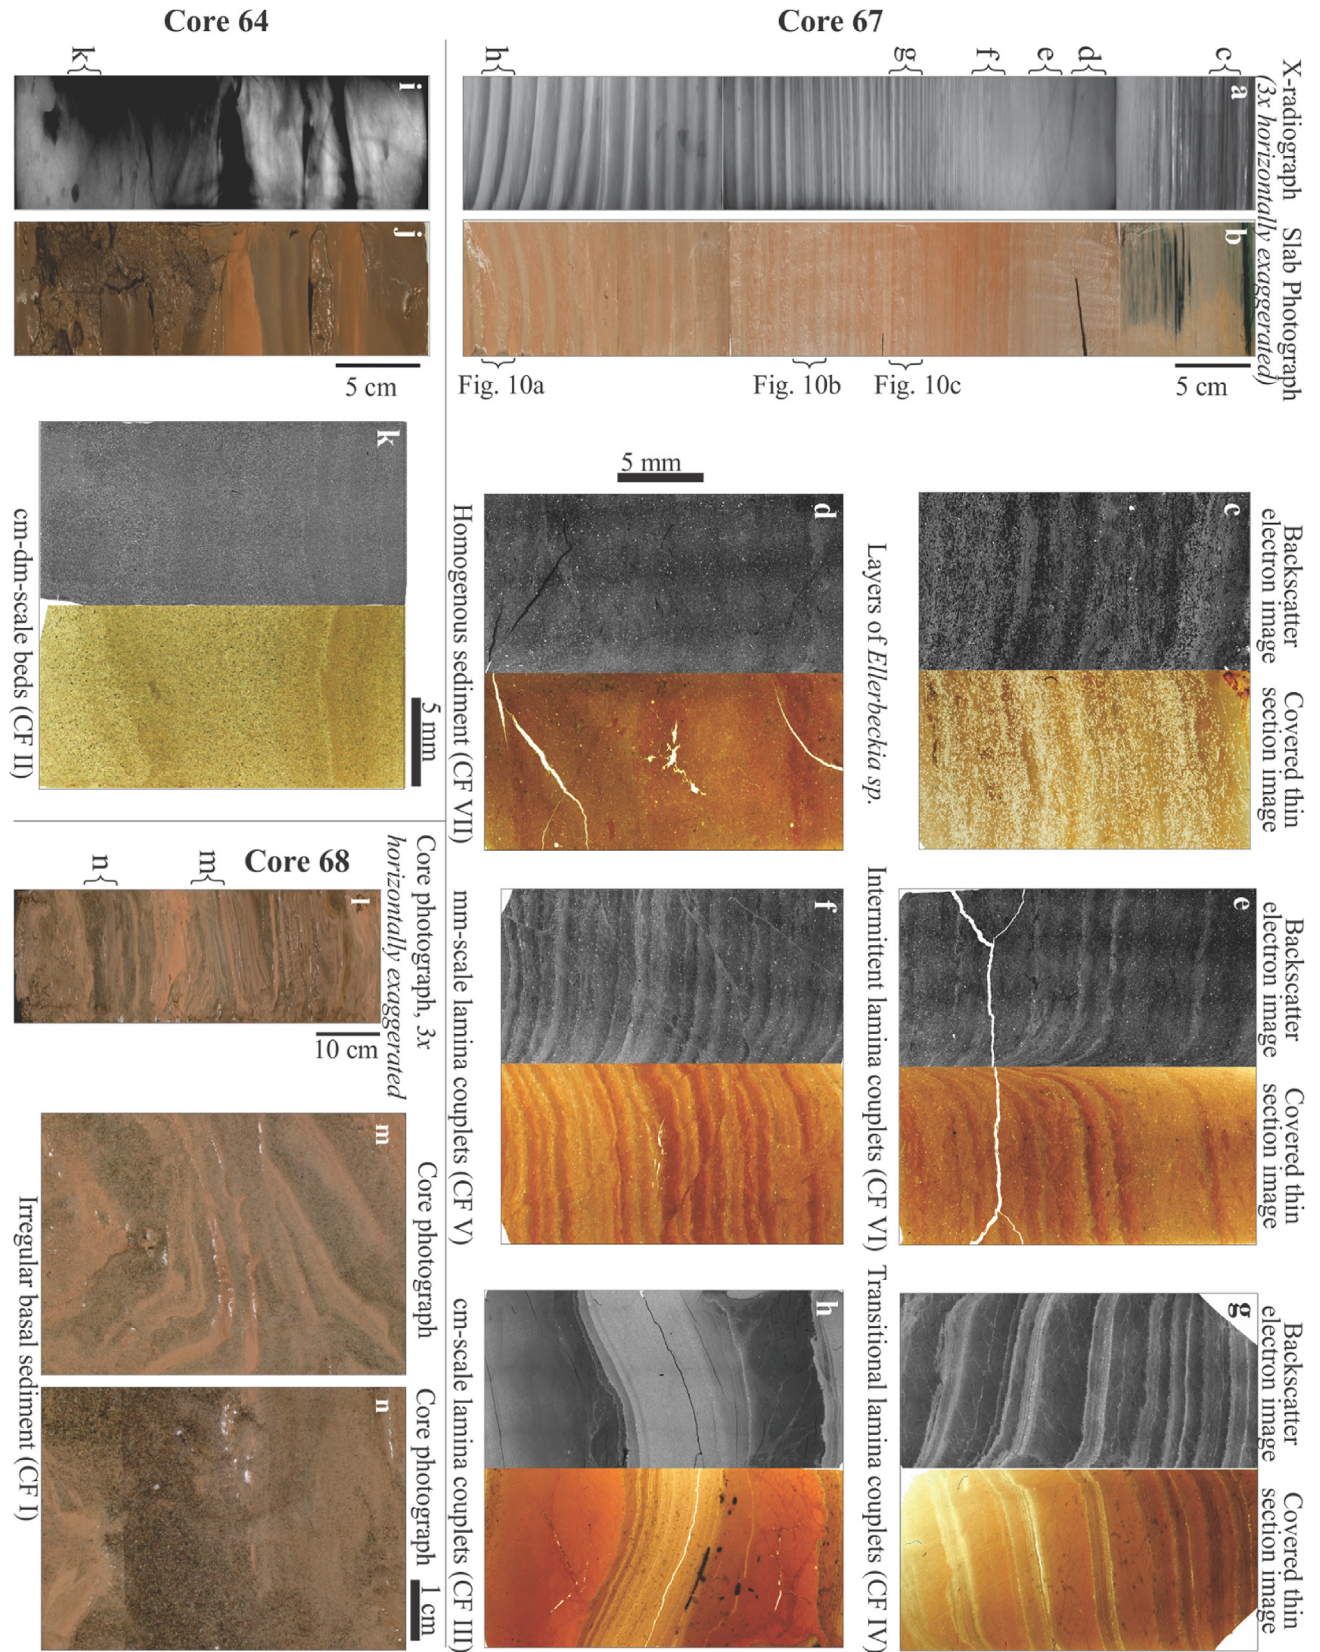 Core 64
Core 67
X-radiograph
(3x horizontally exaggerated)
Slab Photograph
c
d
e
f
g
h
k
a
b
i
j
5 cm
5 cm
Fig. 10a
Fig. 10b
Fig. 10c
Backscatter
electron image
Covered thin
section image
c
Layers of Ellerbeckia sp.
5 mm
d
Homogenous sediment (CF VII)
k
5 mm
cm-dm-scale beds (CF II)
Backscatter
electron image
Covered thin
section image
e
Intermittent lamina couplets (CF VI)
f
mm-scale lamina couplets (CF V)
Backscatter
electron image
Covered thin
section image
g
Transitional lamina couplets (CF IV)
h
cm-scale lamina couplets (CF III)
Core 68
Core photograph, 3x
horizontally exaggerated
m
n
l
10 cm
Core photograph
m
Core photograph
n
1 cm
Irregular basal sediment (CF I)